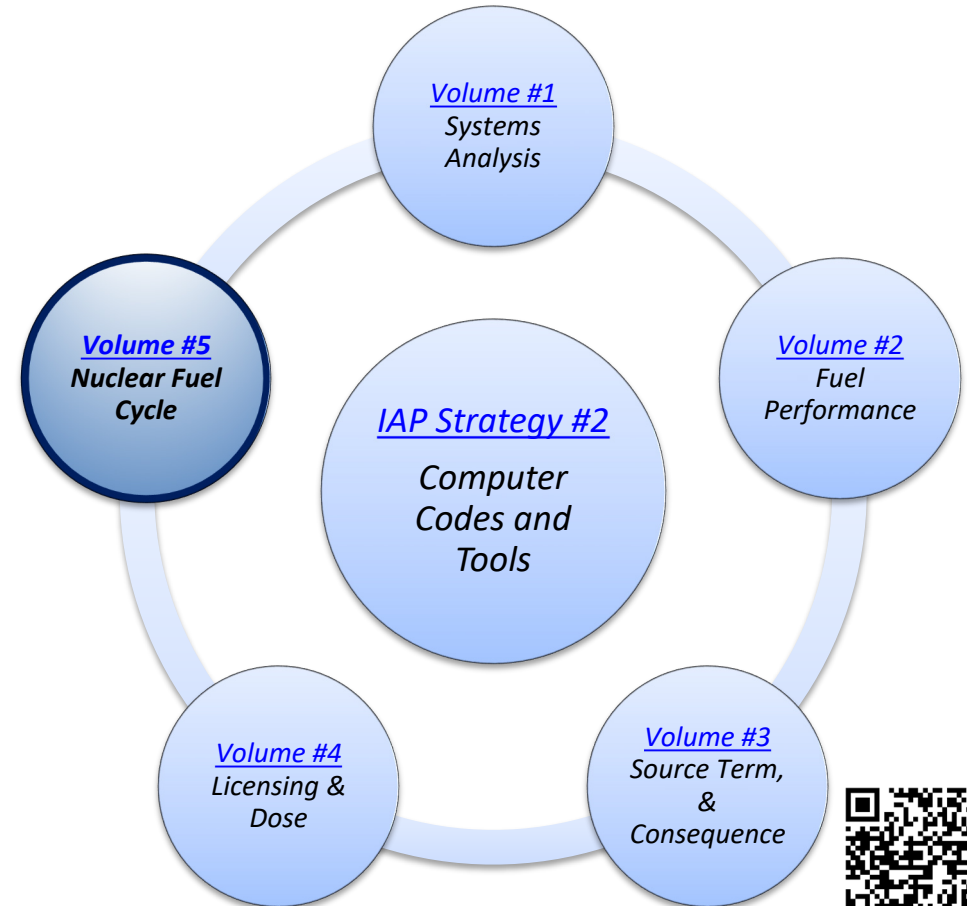 Volume #1
Systems
Analysis
Volume #5
Nuclear Fuel
Cycle
Volume #2
Fuel
Performance
IAP Strategy #2
Computer
Codes and
Tools
Volume #4
Licensing &
Dose
Volume #3
Source Term,
&
Consequence